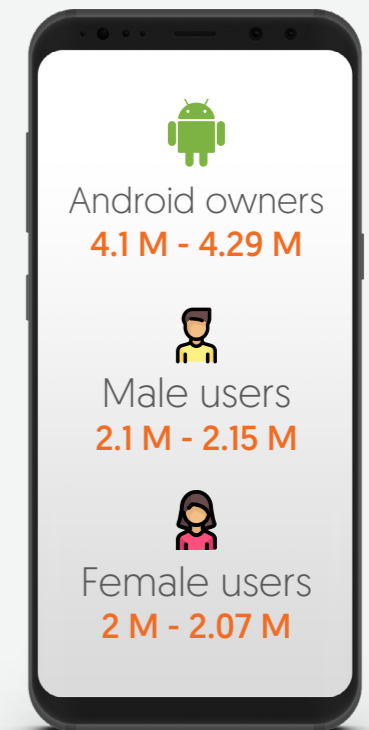 Android owners
4.1 M - 4.29 M
Male users
2.1 M - 2.15 M
Female users
2 M - 2.07 M